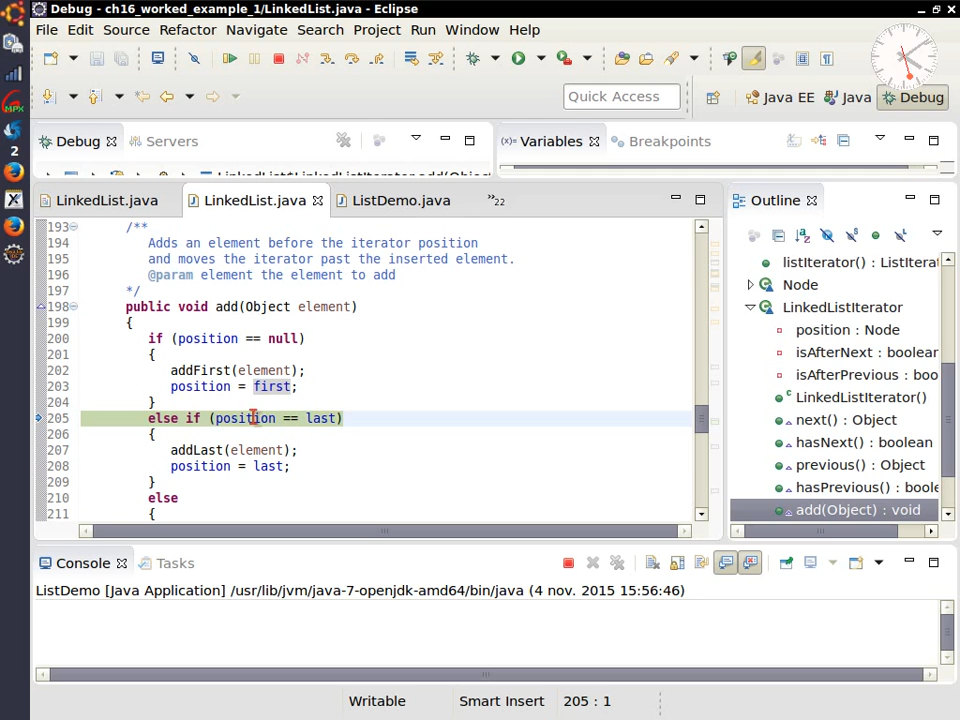 Debug - ch16_worked_example_1/LinkedList.java - Eclipse
File Edit Source Refactor Navigate Search Project Run Window Help
Quick Access
Java EE
Java
Debug
Debug
Servers
Variables
Breakpoints
LinkedList.java
LinkedList.java
ListDemo.java
»22
Outline
193 /**
194 Adds an element before the iterator position
195 and moves the iterator past the inserted element.
196 @param element the element to add
197 */
198 public void add(Object element)
199 {
200 if (position == null)
201 {
202 addFirst(element);
203 position = first;
204 }
205 else if (position == last)
206 {
207 addLast(element);
208 position = last;
209 }
210 else
211 {
listIterator() : ListItera
Node
LinkedListIterator
position : Node
isAfterNext : boolean
isAfterPrevious : boo
LinkedListIterator()
next() : Object
hasNext() : boolean
previous() : Object
hasPrevious() : boole
add(Object) : void
Console
Tasks
ListDemo [Java Application] /usr/lib/jvm/java-7-openjdk-amd64/bin/java (4 nov. 2015 15:56:46)
Writable
Smart Insert
205 : 1
2
MPX